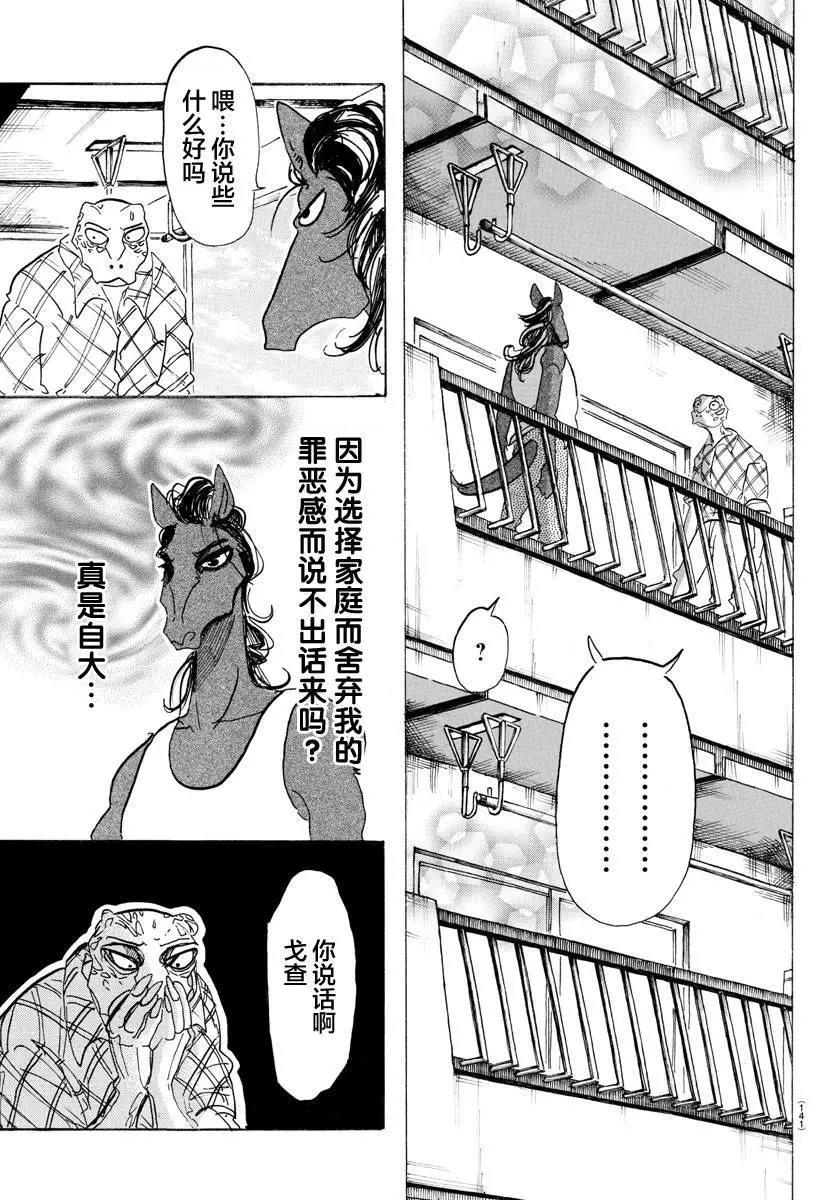 ………………
?
喂…你说些
什么好吗
因为选择家庭而舍弃我的
罪恶感而说不出话来吗?
真是自大…
你说话啊
戈查
(141)